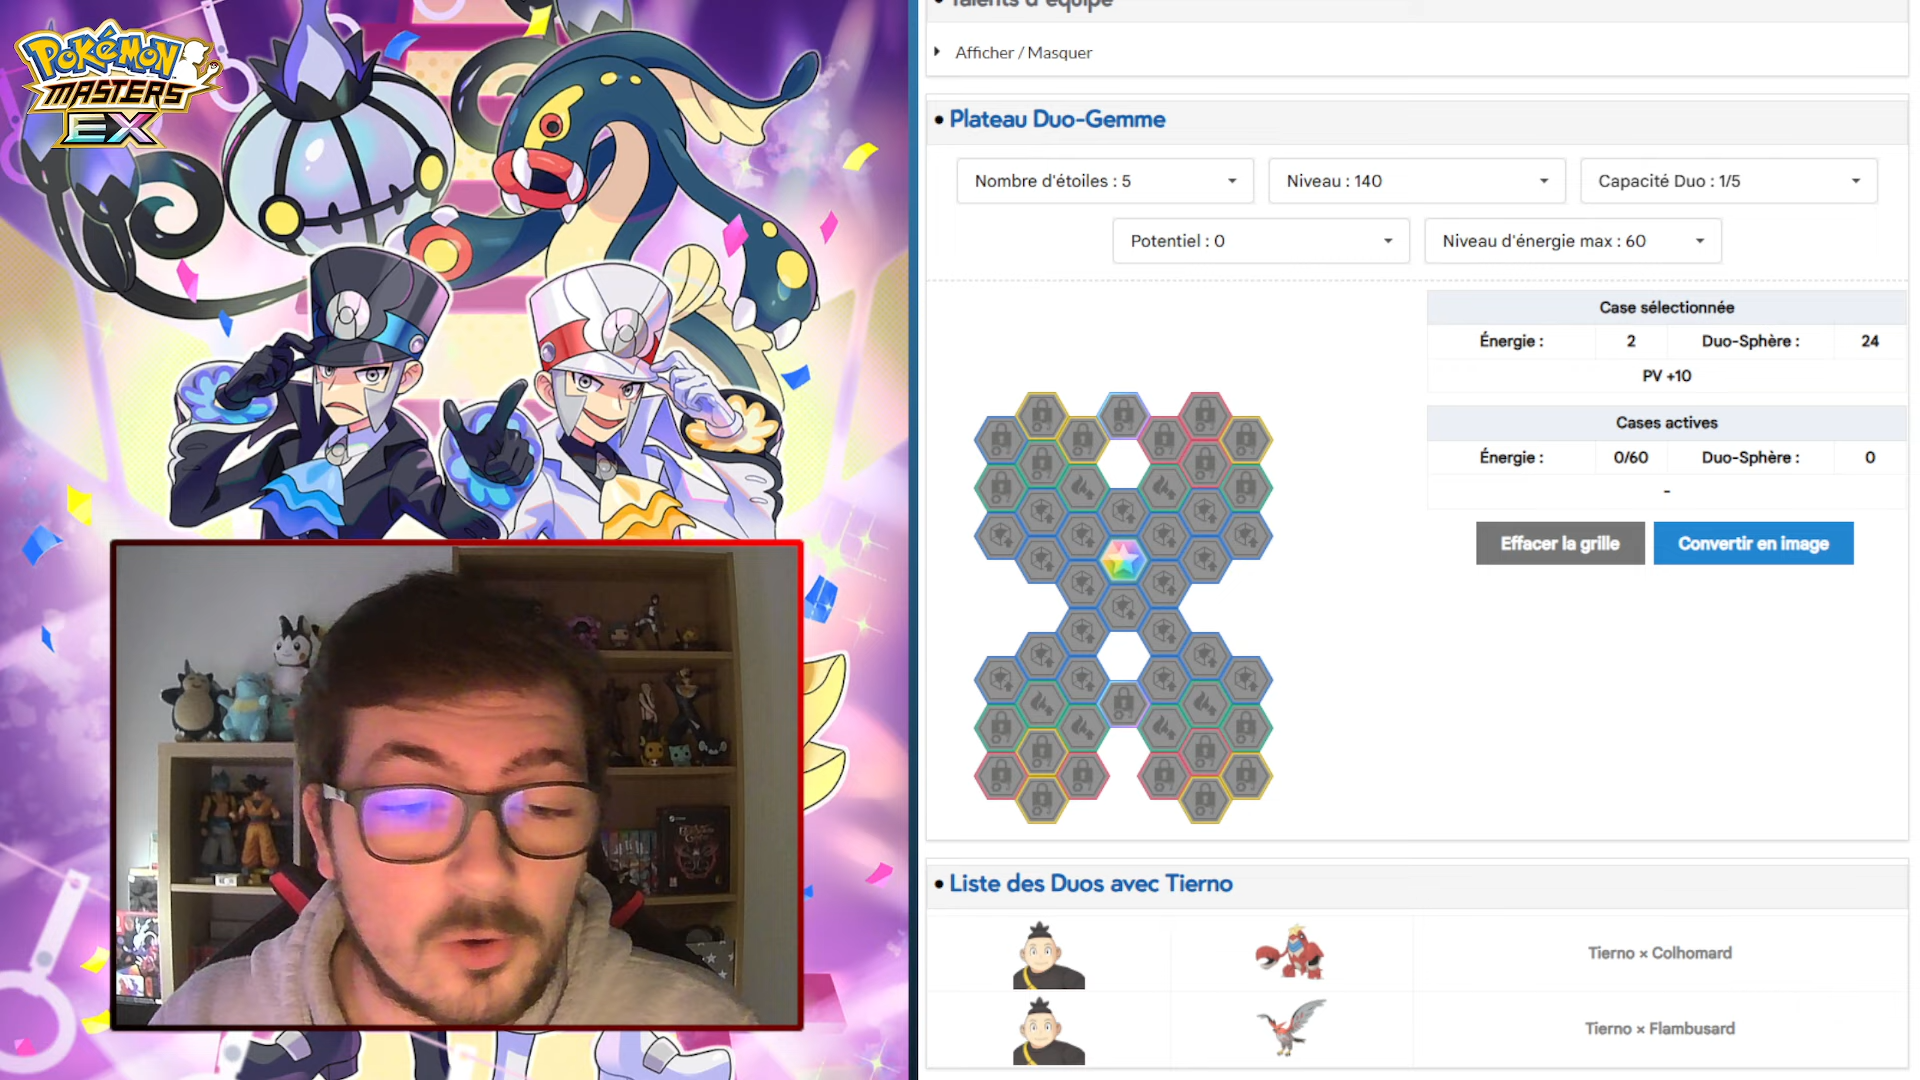 POKéMON
MASTERS
EX
Talents d'équipe
Afficher / Masquer
Plateau Duo-Gemme
Nombre d'étoiles : 5
Niveau : 140
Capacité Duo : 1/5
Potentiel : 0
Niveau d'énergie max : 60
Case sélectionnée
Énergie : 2 Duo-Sphère : 24
PV +10
Cases actives
Énergie : 0/60 Duo-Sphère : 0
-
Effacer la grille
Convertir en image
Liste des Duos avec Tierno
Tierno × Colhomard
Tierno × Flambusard